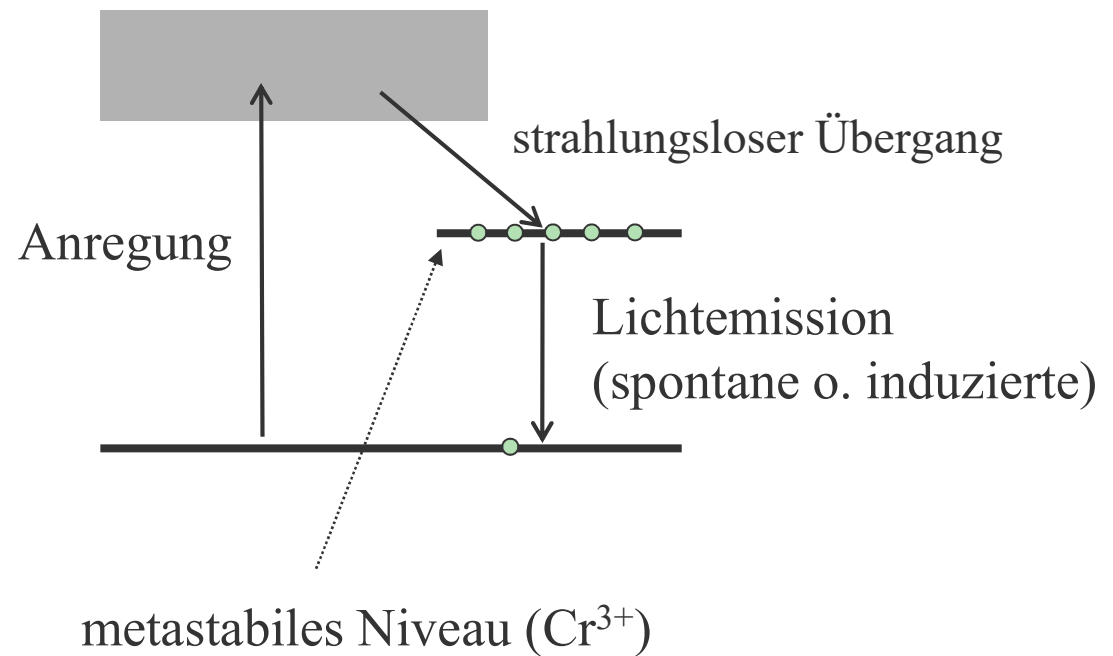 strahlungsloser Übergang
Anregung
Lichtemission
(spontane o. induzierte)
metastabiles Niveau (Cr³⁺)